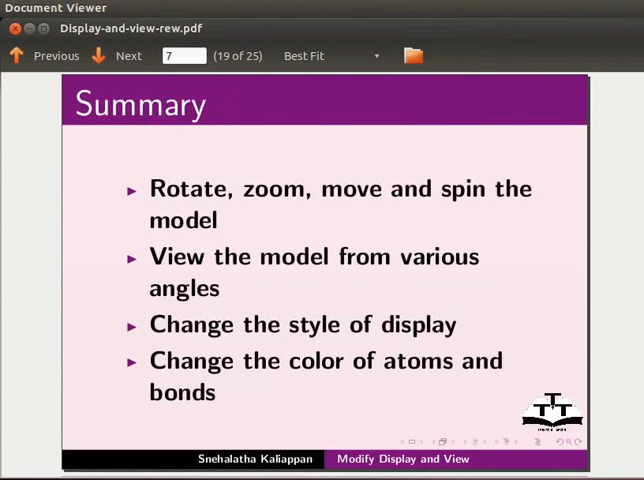 Document Viewer
Display-and-view-rew.pdf
Previous Next 7 (19 of 25) Best Fit
Summary
Rotate, zoom, move and spin the
model
View the model from various
angles
Change the style of display
Change the color of atoms and
bonds
Snehalatha Kaliappan Modify Display and View